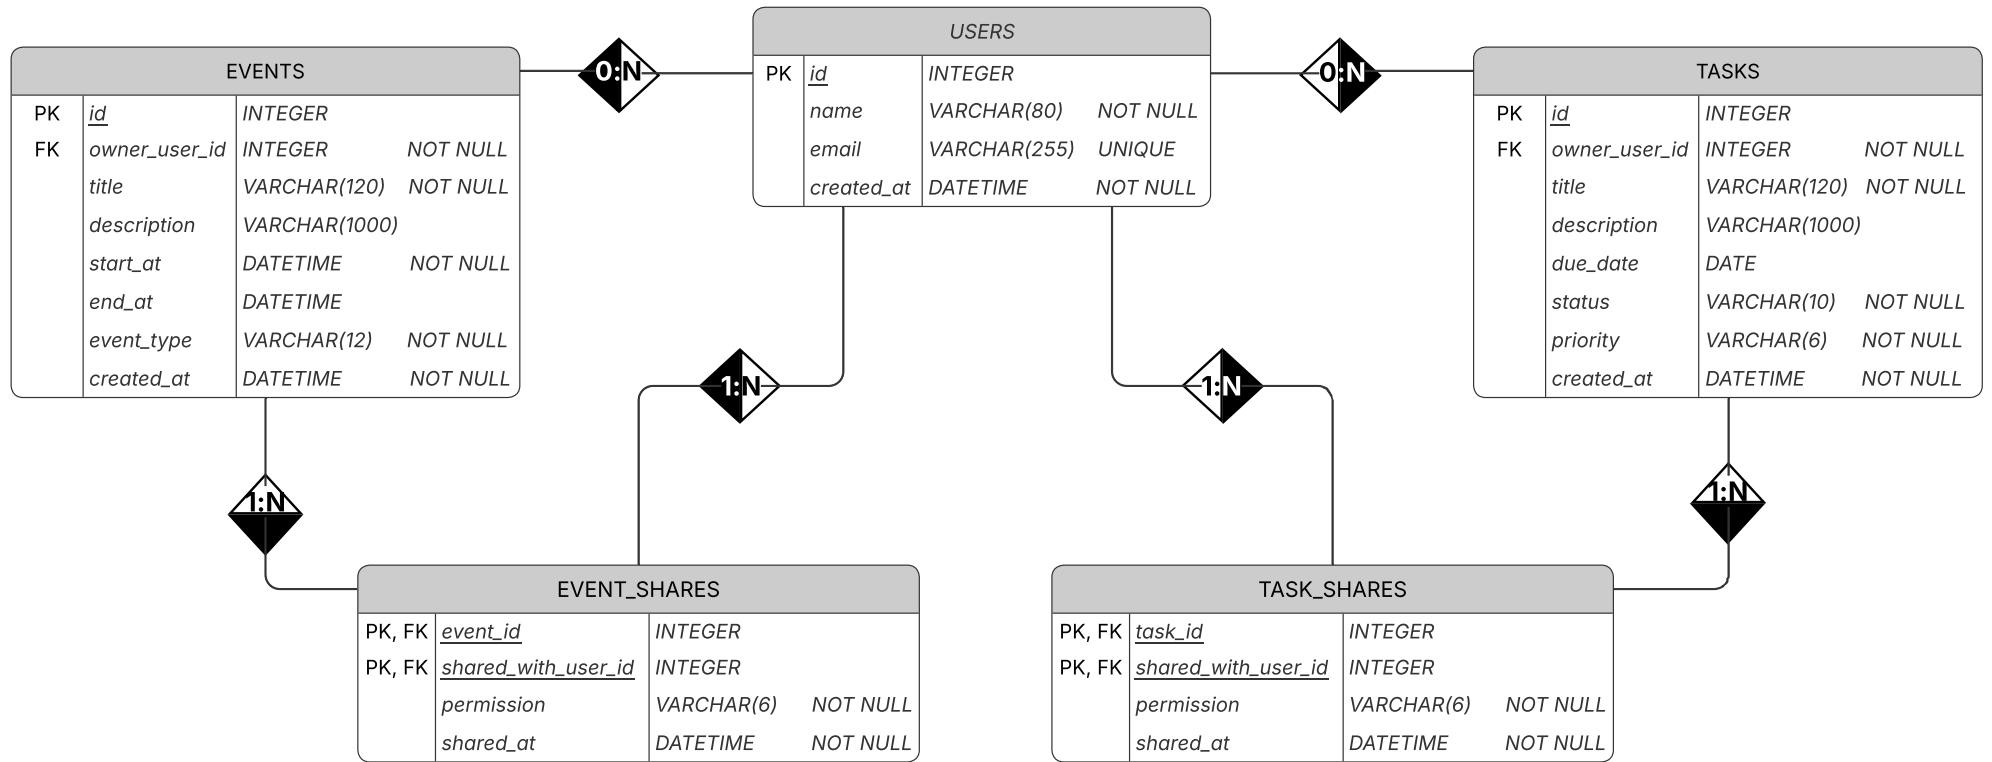 EVENTS
PK id INTEGER
FK owner_user_id INTEGER NOT NULL
title VARCHAR(120) NOT NULL
description VARCHAR(1000)
start_at DATETIME NOT NULL
end_at DATETIME
event_type VARCHAR(12) NOT NULL
created_at DATETIME NOT NULL
0:N
USERS
PK id INTEGER
name VARCHAR(80) NOT NULL
email VARCHAR(255) UNIQUE
created_at DATETIME NOT NULL
0:N
TASKS
PK id INTEGER
FK owner_user_id INTEGER NOT NULL
title VARCHAR(120) NOT NULL
description VARCHAR(1000)
due_date DATE
status VARCHAR(10) NOT NULL
priority VARCHAR(6) NOT NULL
created_at DATETIME NOT NULL
1:N
1:N
1:N
1:N
EVENT_SHARES
PK, FK event_id INTEGER
PK, FK shared_with_user_id INTEGER
permission VARCHAR(6) NOT NULL
shared_at DATETIME NOT NULL
TASK_SHARES
PK, FK task_id INTEGER
PK, FK shared_with_user_id INTEGER
permission VARCHAR(6) NOT NULL
shared_at DATETIME NOT NULL